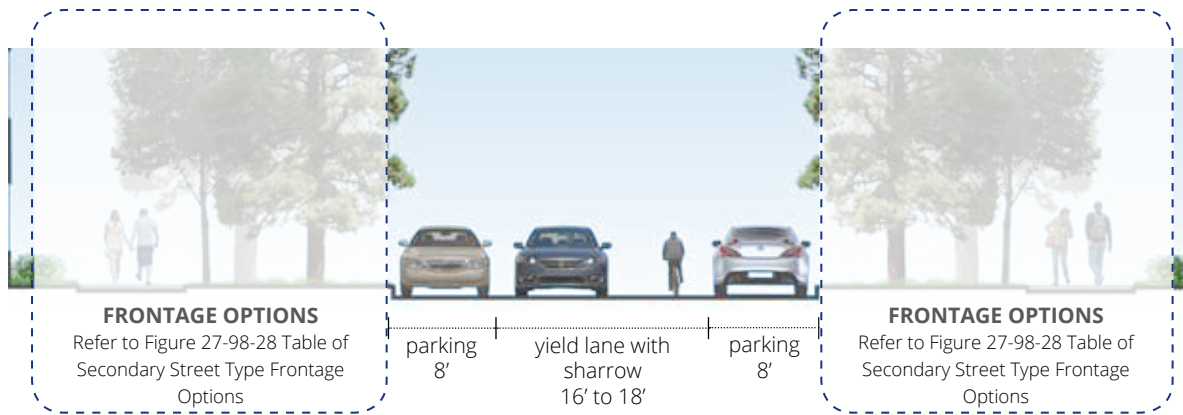 FRONTAGE OPTIONS
Refer to Figure 27-98-28 Table of
Secondary Street Type Frontage
Options
parking
8’
yield lane with
sharrow
16’ to 18’
parking
8’
FRONTAGE OPTIONS
Refer to Figure 27-98-28 Table of
Secondary Street Type Frontage
Options